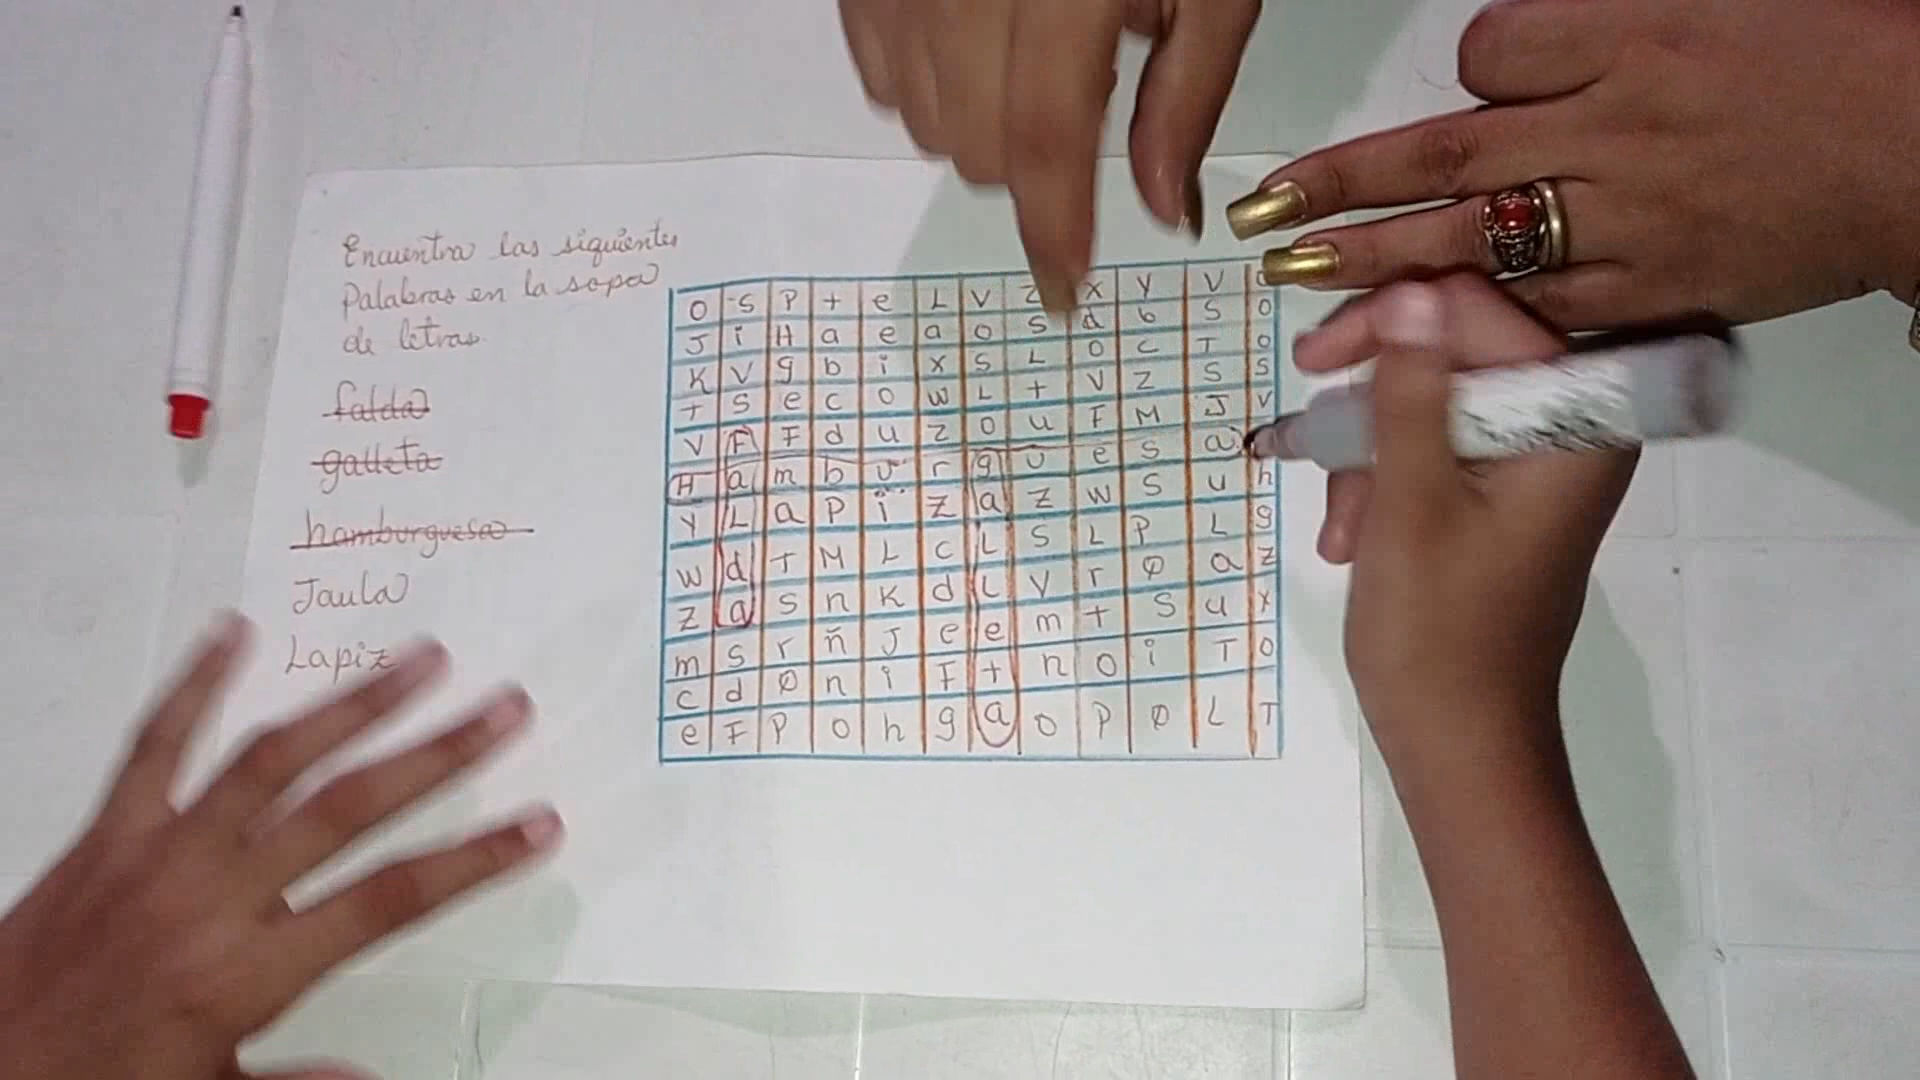 Encuentra las siguientes
Palabras en la sopa
de letras.
falda
galleta
hamburguesa
Jaula
Lapiz
O S P t e L V Z X Y V
J i H a e a o S d b S O
K V g b i X S L O C T O
t S e c o w L t V Z S S
V F F d u z o u F M J V
H a m b u r g u e s a
Y L a P i z a z w S u h
W d T M L C L S L P L g
Z a S n K d L V r Ø a Z
m S r ñ J e e m t S u X
C d Ø n i F t n O i T O
e F P o h g a O P Ø L T